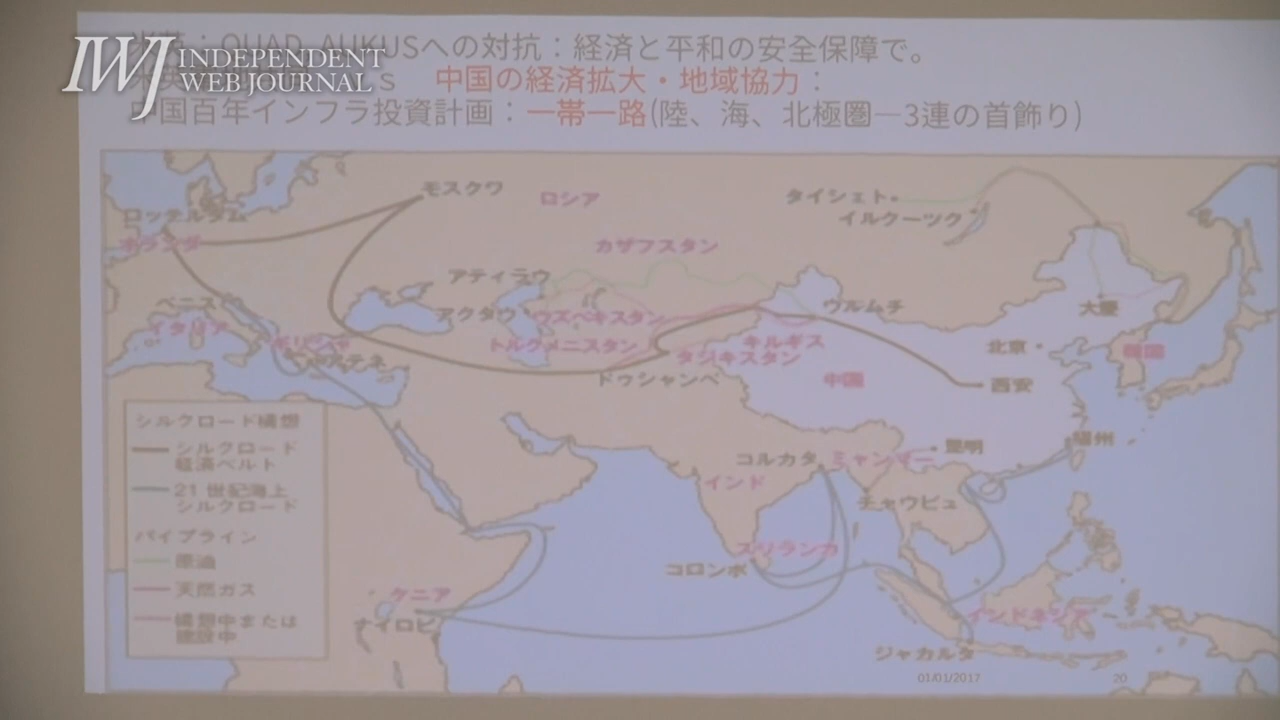 IWJ INDEPENDENT
WEB JOURNAL
：QUAD AUKUSへの対抗：経済と平和の安全保障で。
中国の経済拡大・地域協力：
中国百年インフラ投資計画：一帯一路(陸、海、北極圏―3連の首飾り)
モスクワ
ロシア
タイシェト
イルクーツク
ロッテルダム
オランダ
カザフスタン
アティラウ
ベニス
アクタウ
ウズベキスタン
ウルムチ
大慶
イタリア
ギリシャ
アテネ
トルクメニスタン
キルギス
タジキスタン
北京
韓国
ドゥシャンベ
中国
西安
シルクロード構想
シルクロード
経済ベルト
21世紀海上
シルクロード
パイプライン
原油
天然ガス
構想中または
建設中
福州
昆明
コルカタ
ミャンマー
インド
チャウピュ
スリランカ
コロンボ
ケニア
ナイロビ
インドネシア
ジャカルタ
01/01/2017
20